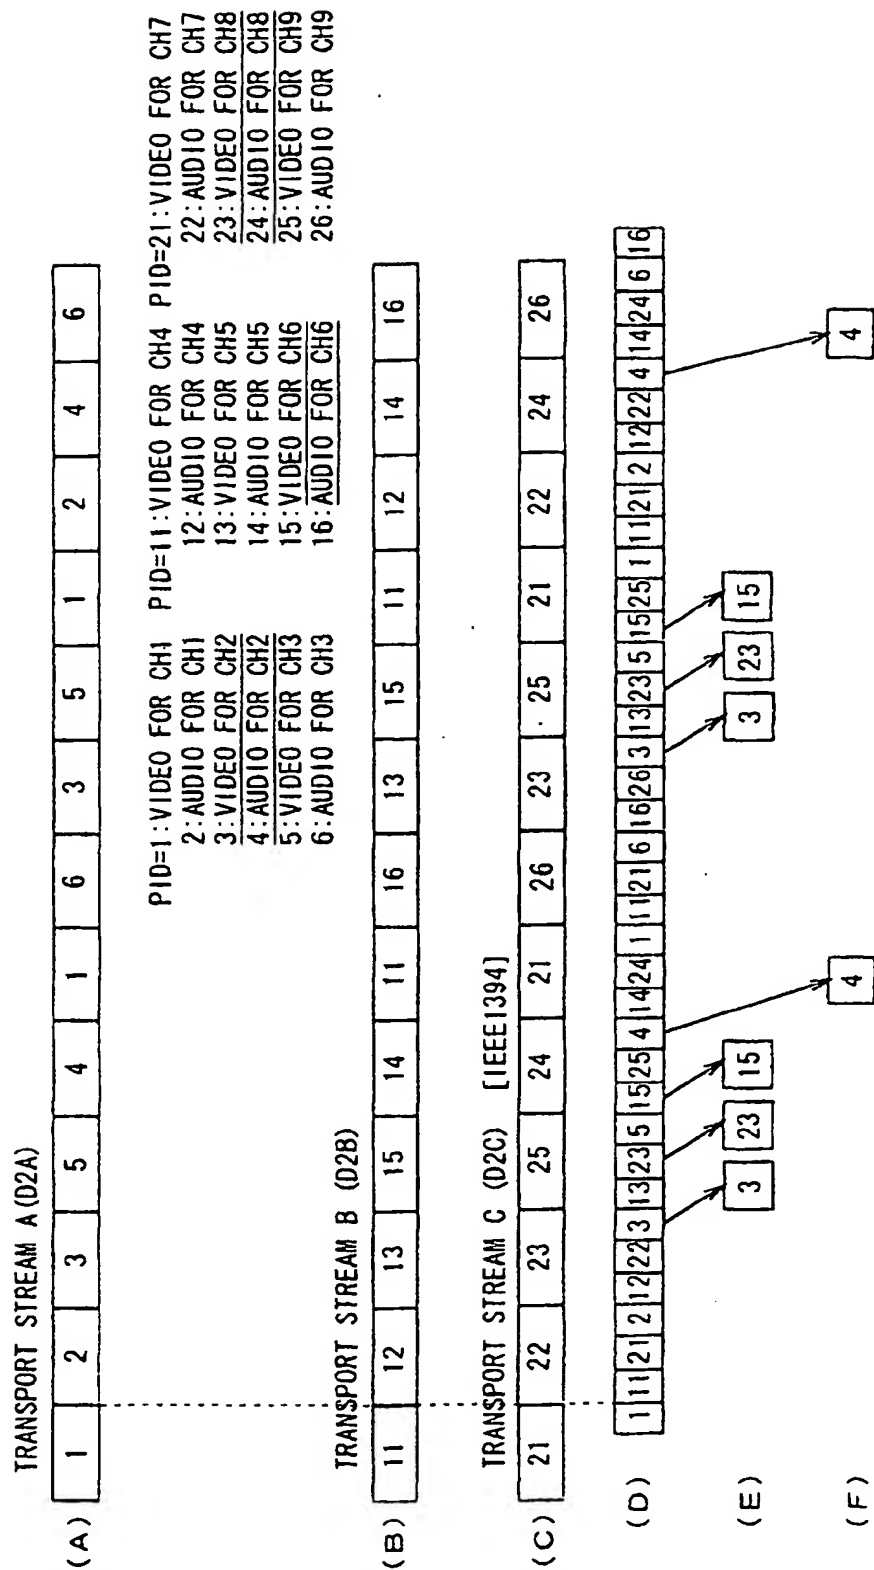 TRANSPORT STREAM A (D2A)
(A) 1 2 3 5 4 1 6 3 5 1 2 4 6
PID=1:VIDEO FOR CH1 PID=11:VIDEO FOR CH4 PID=21:VIDEO FOR CH7
2:AUDIO FOR CH1 12:AUDIO FOR CH4 22:AUDIO FOR CH7
3:VIDEO FOR CH2 13:VIDEO FOR CH5 23:VIDEO FOR CH8
4:AUDIO FOR CH2 14:AUDIO FOR CH5 24:AUDIO FOR CH8
5:VIDEO FOR CH3 15:VIDEO FOR CH6 25:VIDEO FOR CH9
6:AUDIO FOR CH3 16:AUDIO FOR CH6 26:AUDIO FOR CH9
TRANSPORT STREAM B (D2B)
(B) 11 12 13 15 14 11 16 13 15 11 12 14 16
TRANSPORT STREAM C (D2C) [IEEE1394]
(C) 21 22 23 25 24 21 26 23 25 21 22 24 26
(D) 1 11 21 2 12 22 3 13 23 5 15 25 4 14 24 1 11 21 6 16 26 3 13 23 5 15 25 1 11 21 2 12 22 4 14 24 6 16
(E) 3 23 15 3 23 15
(F) 4 4